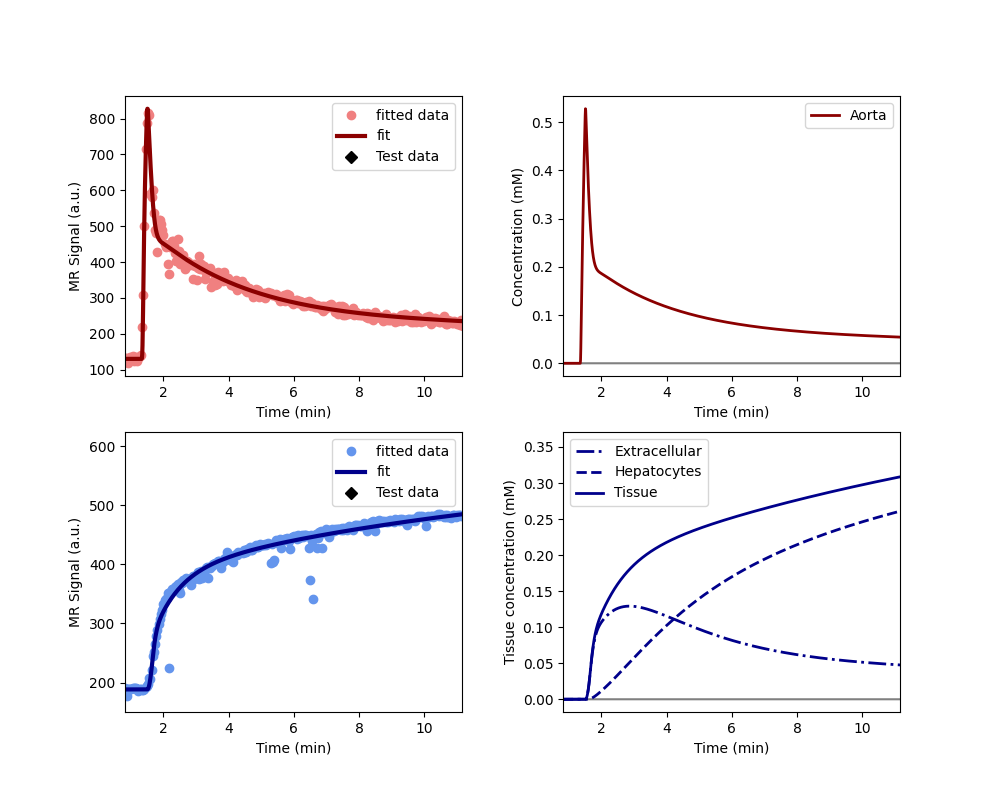 800
700
600
500
400
300
200
100
MR Signal (a.u.)
2 4 6 8 10
Time (min)
fitted data
fit
Test data
0.5
0.4
0.3
0.2
0.1
0.0
Concentration (mM)
2 4 6 8 10
Time (min)
Aorta
600
500
400
300
200
MR Signal (a.u.)
2 4 6 8 10
Time (min)
fitted data
fit
Test data
0.35
0.30
0.25
0.20
0.15
0.10
0.05
0.00
Tissue concentration (mM)
2 4 6 8 10
Time (min)
Extracellular
Hepatocytes
Tissue